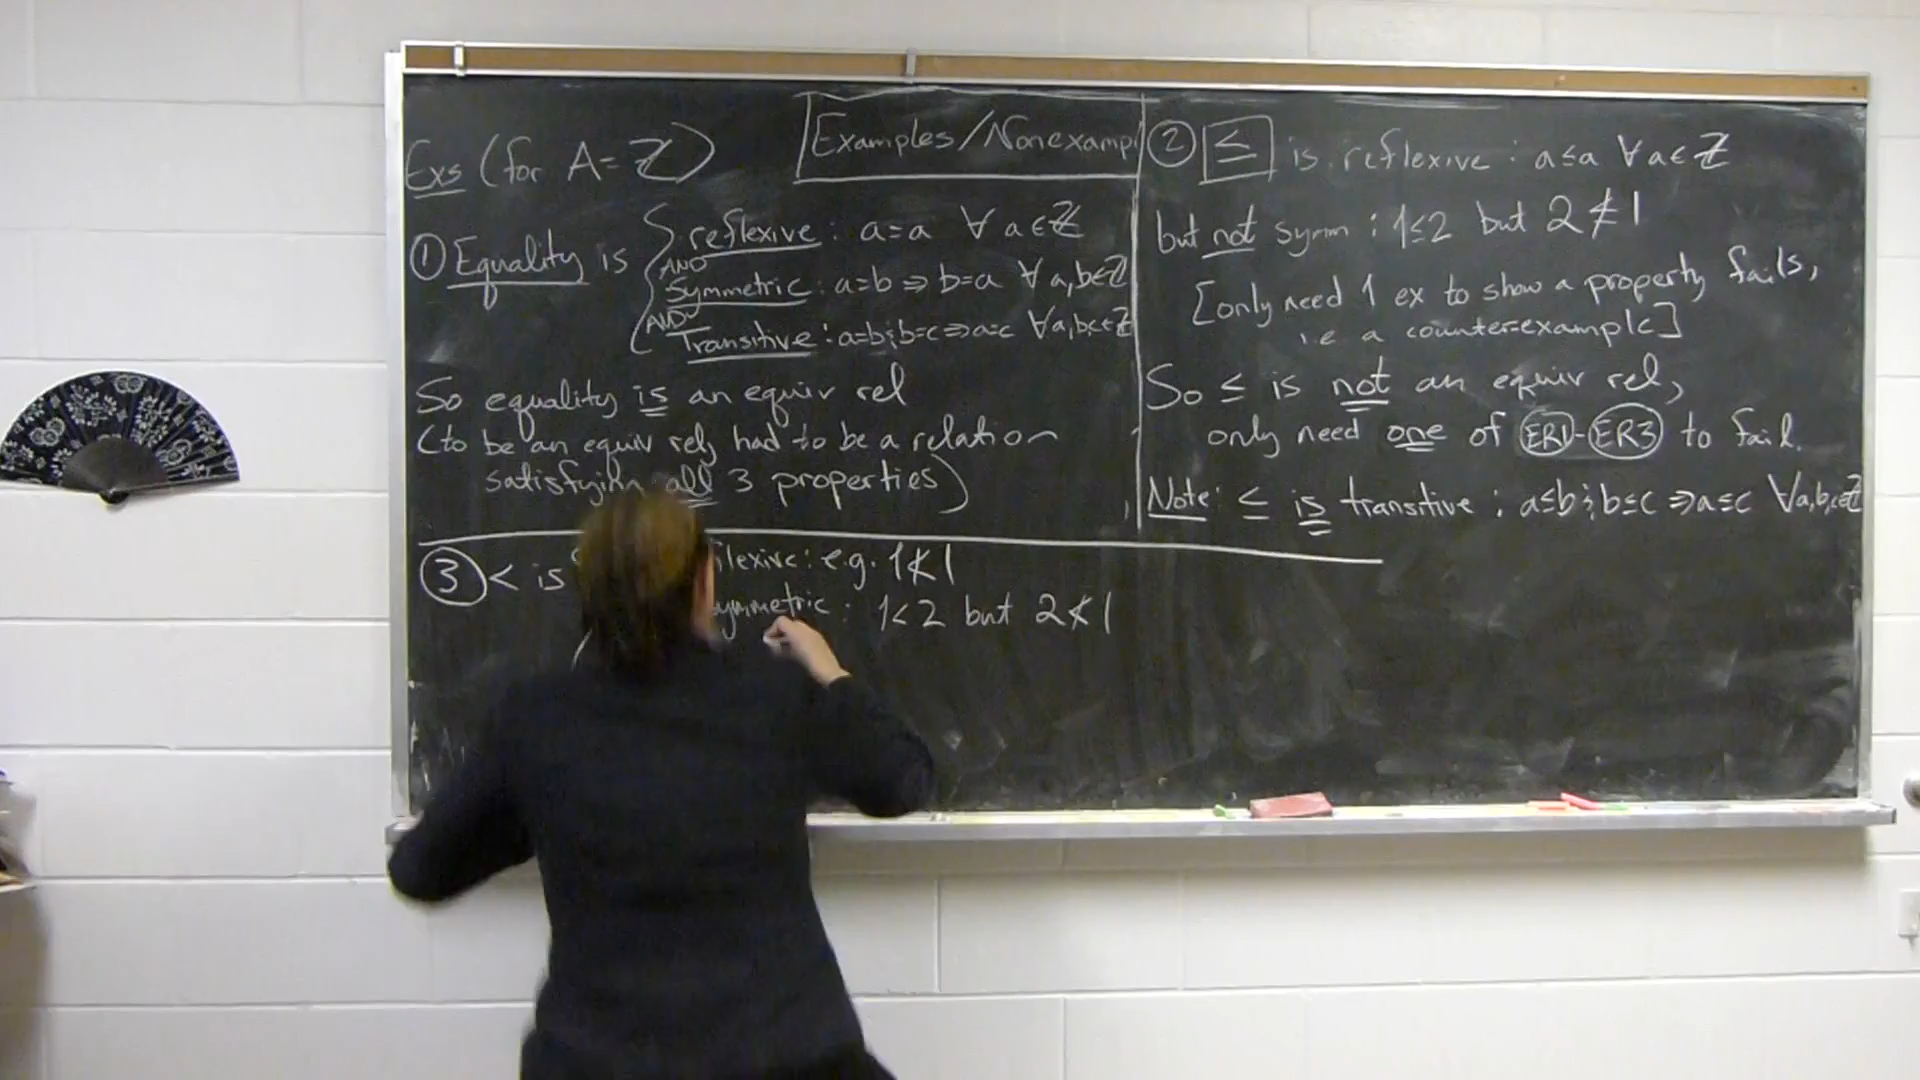 Exs (for A=ℤ)
Examples/Nonexamp
① Equality is { reflexive: a=a ∀ a∈ℤ
AND
Symmetric: a=b ⇒ b=a ∀ a,b∈ℤ
AND
Transitive: a=b & b=c ⇒ a=c ∀a,b,c∈ℤ
So equality is an equiv rel
(to be an equiv rel, had to be a relation
satisfying all 3 properties)
② ≤ is reflexive: a≤a ∀a∈ℤ
but not symm: 1≤2 but 2≰1
[only need 1 ex to show a property fails,
i.e a counter-example]
So ≤ is not an equiv rel,
only need one of ER1-ER3 to fail.
Note: ≤ is transitive: a≤b & b≤c ⇒ a≤c ∀a,b,c∈ℤ
③ < is flexive: e.g. 1≮1
ymmetric: 1<2 but 2≮1